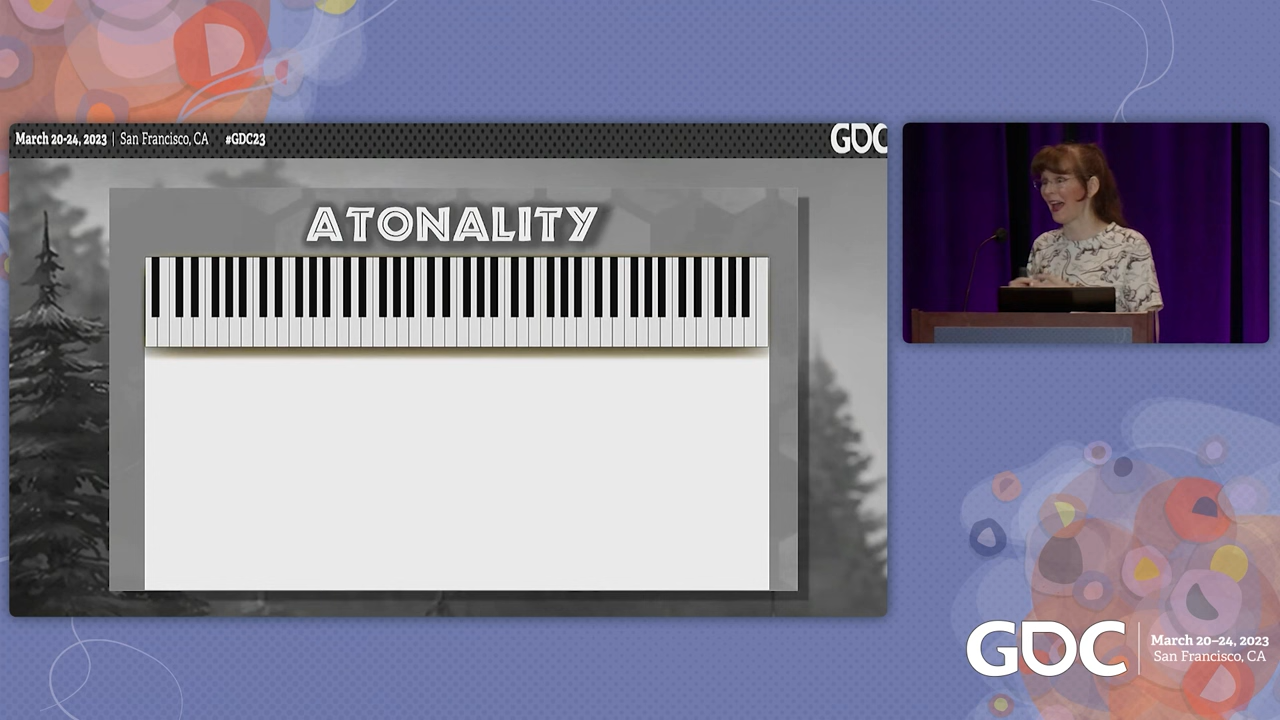 March 20-24, 2023 | San Francisco, CA #GDC23
GDC
ATONALITY
GDC
March 20–24, 2023
San Francisco, CA